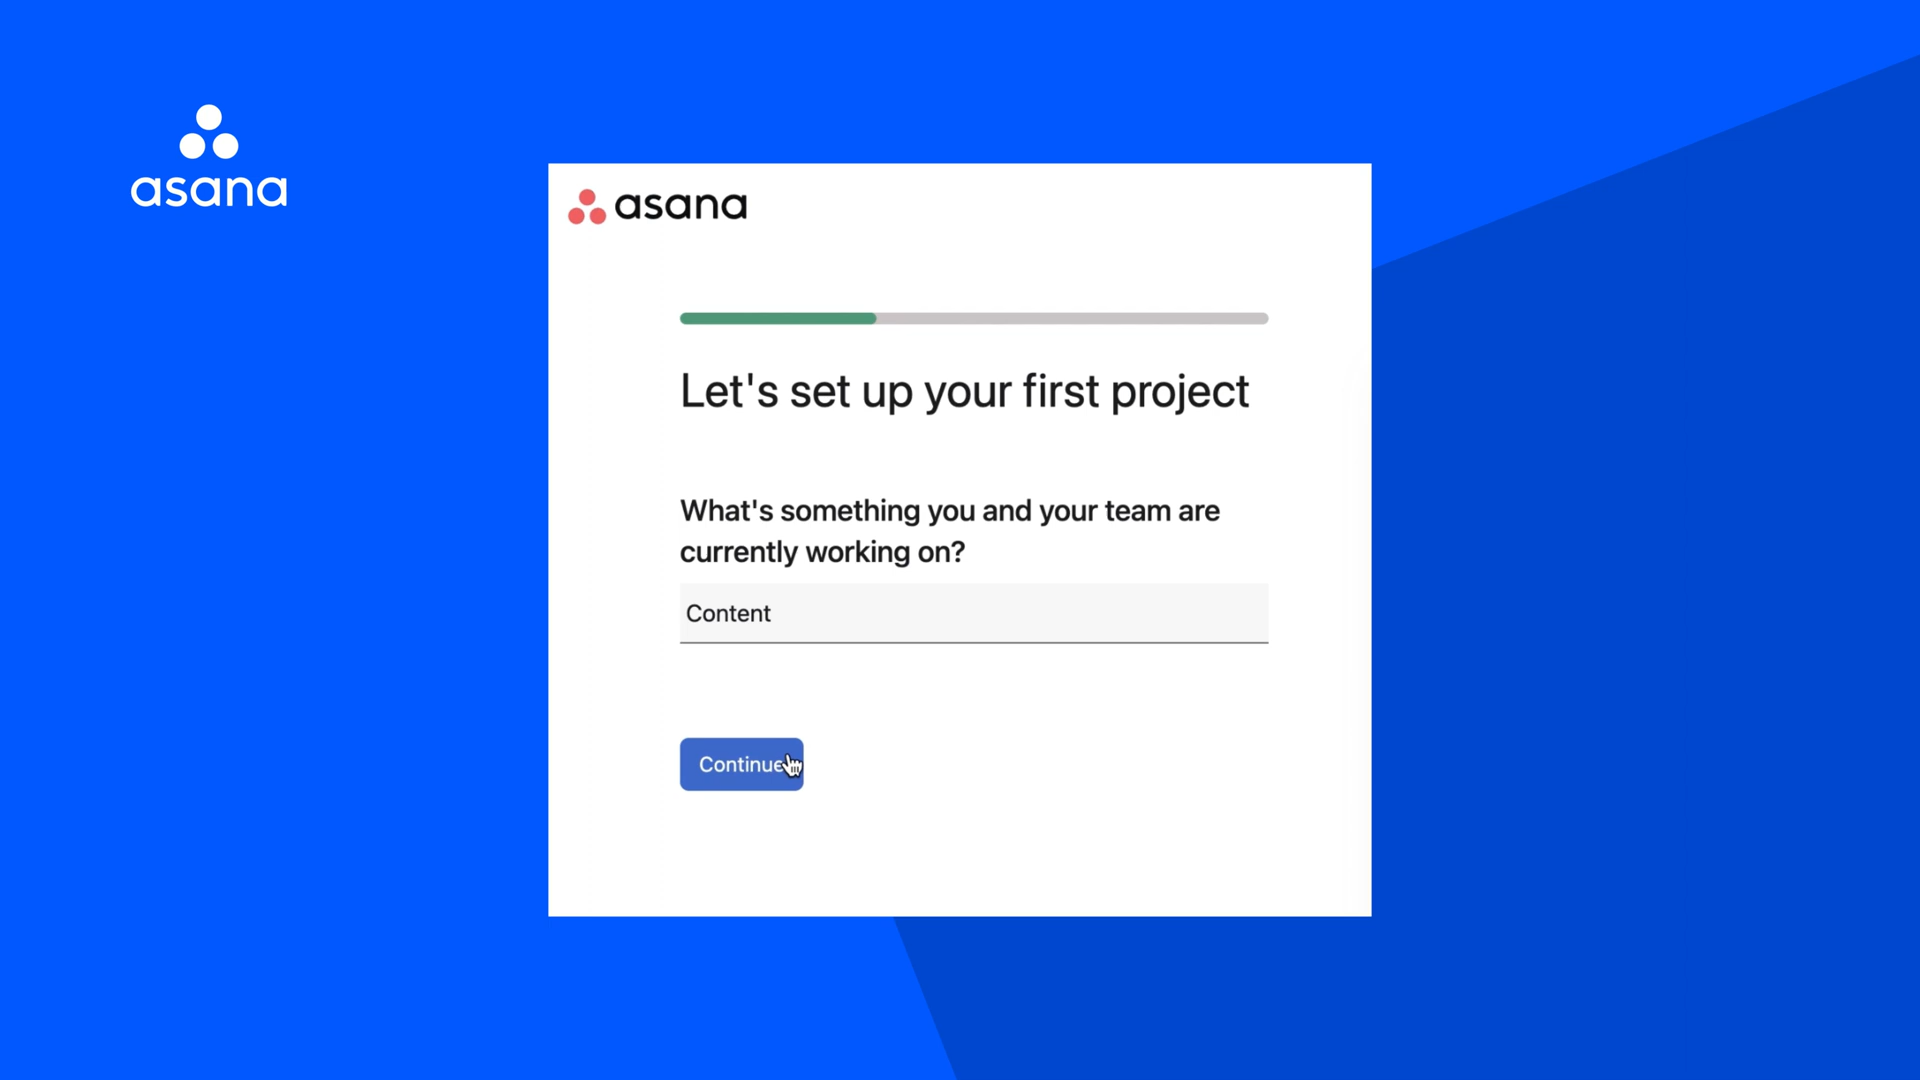 asana
asana
Let's set up your first project
What's something you and your team are
currently working on?
Content
Continue